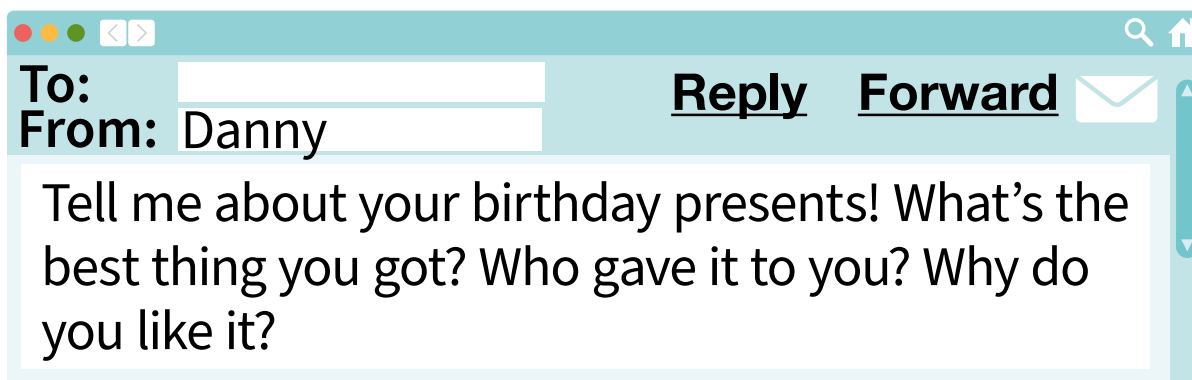 To:
Reply Forward
From: Danny
Tell me about your birthday presents! What’s the
best thing you got? Who gave it to you? Why do
you like it?